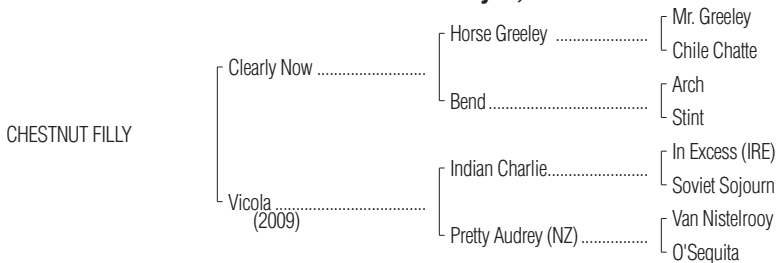 Mr. Greeley
Horse Greeley ....................
Chile Chatte
Clearly Now .........................
Arch
Bend.....................................
Stint
CHESTNUT FILLY
In Excess (IRE)
Indian Charlie.......................
Soviet Sojourn
Vicola ..................................
(2009)
Van Nistelrooy
Pretty Audrey (NZ) ...............
O'Sequita